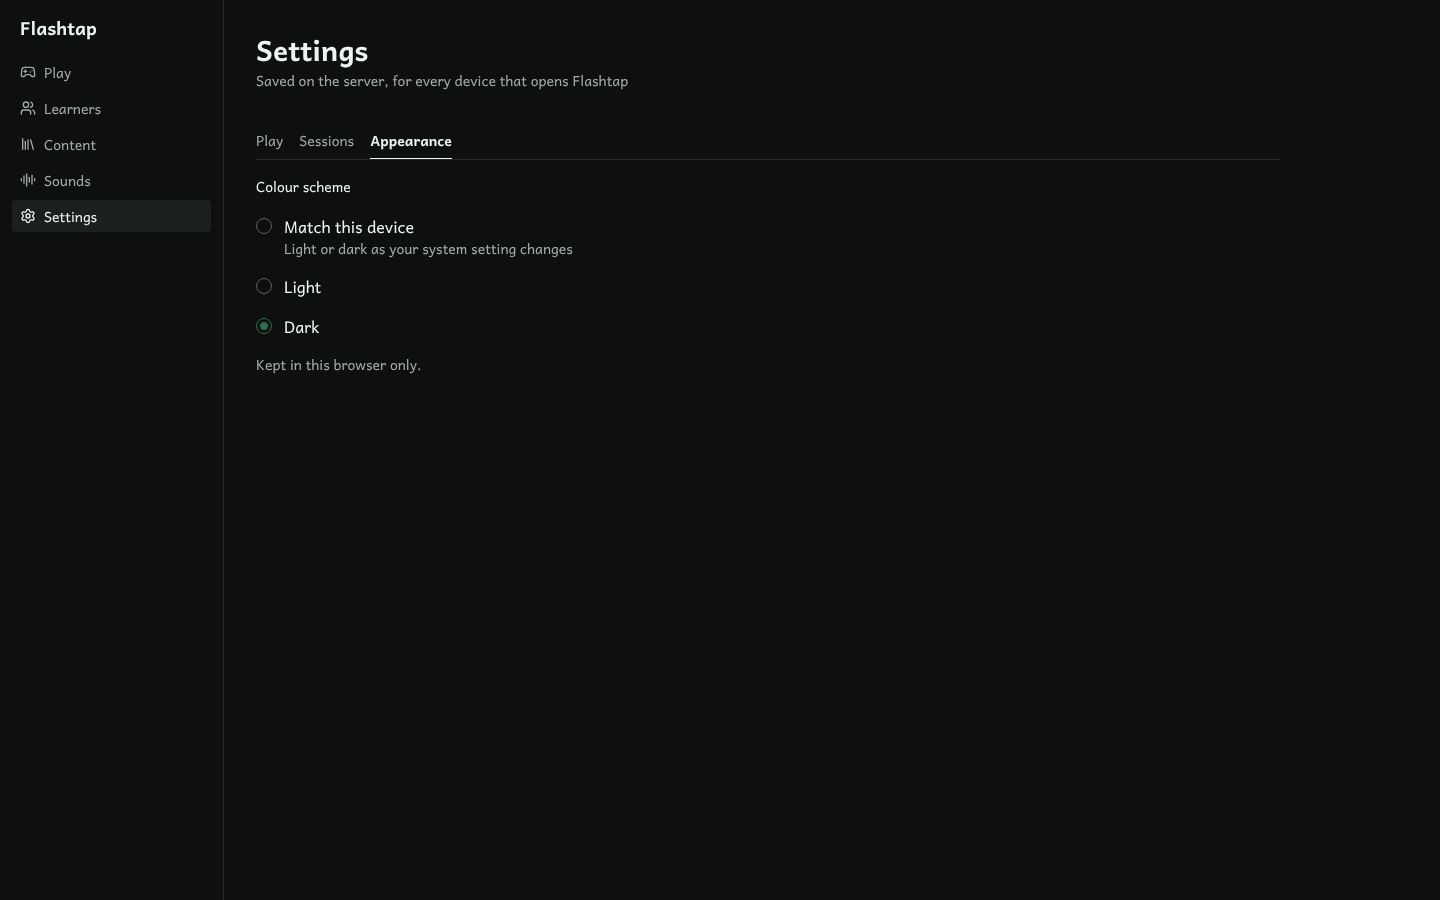 Flashtap
Play
Learners
Content
Sounds
Settings
Settings
Saved on the server, for every device that opens Flashtap
Play Sessions Appearance
Colour scheme
Match this device
Light or dark as your system setting changes
Light
Dark
Kept in this browser only.